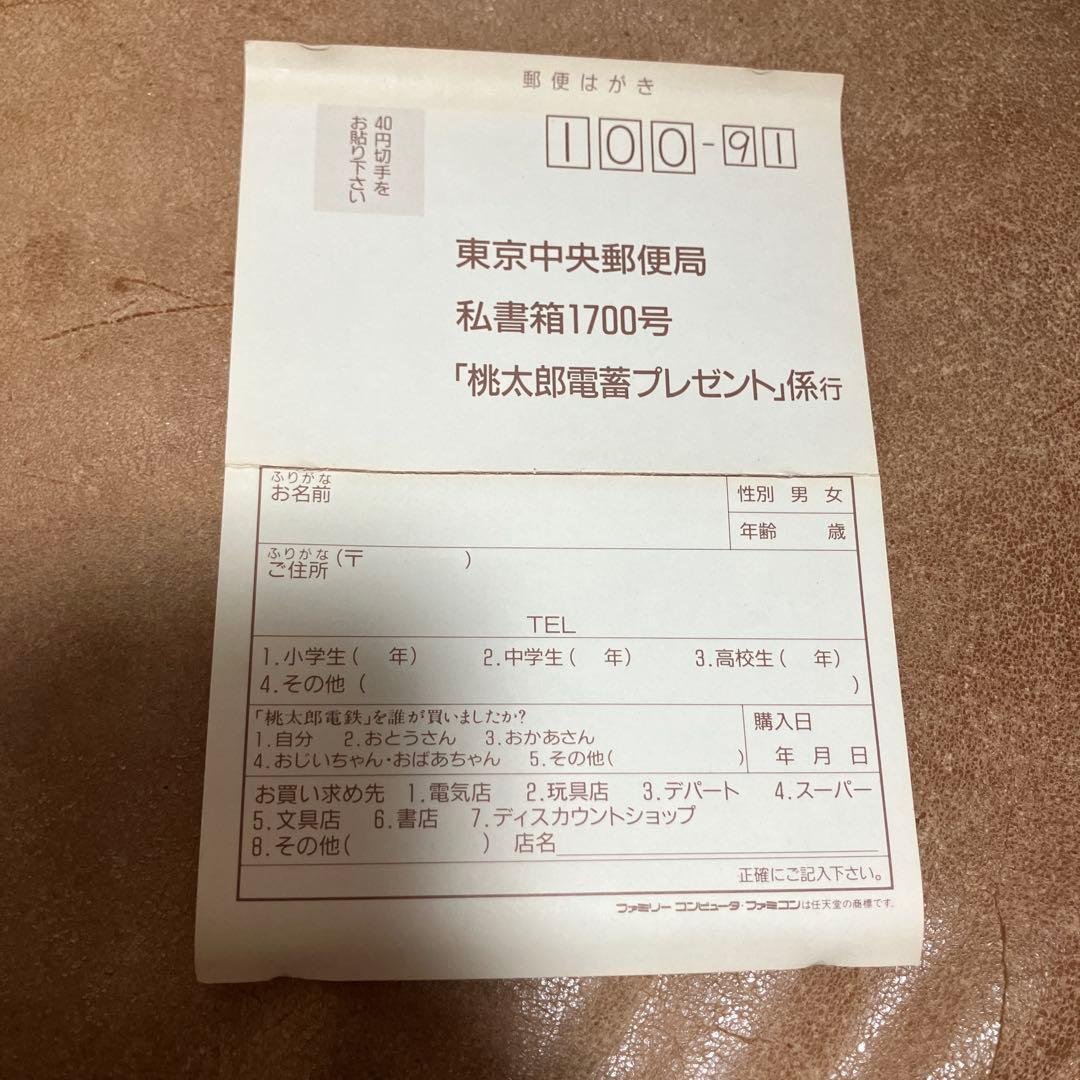 郵便はがき
40円切手を
お貼り下さい
100-91
東京中央郵便局
私書箱1700号
「桃太郎電蓄プレゼント」係行
ふりがな
お名前
性別 男 女
年齢 歳
ふりがな
ご住所 (〒 )
TEL
1.小学生( 年) 2.中学生( 年) 3.高校生( 年)
4.その他( )
「桃太郎電鉄」を誰が買いましたか?
1.自分 2.おとうさん 3.おかあさん
4.おじいちゃん・おばあちゃん 5.その他( )
購入日
年 月 日
お買い求め先 1.電気店 2.玩具店 3.デパート 4.スーパー
5.文具店 6.書店 7.ディスカウントショップ
8.その他( ) 店名
正確にご記入下さい。
ファミリーコンピュータ・ファミコンは任天堂の商標です。